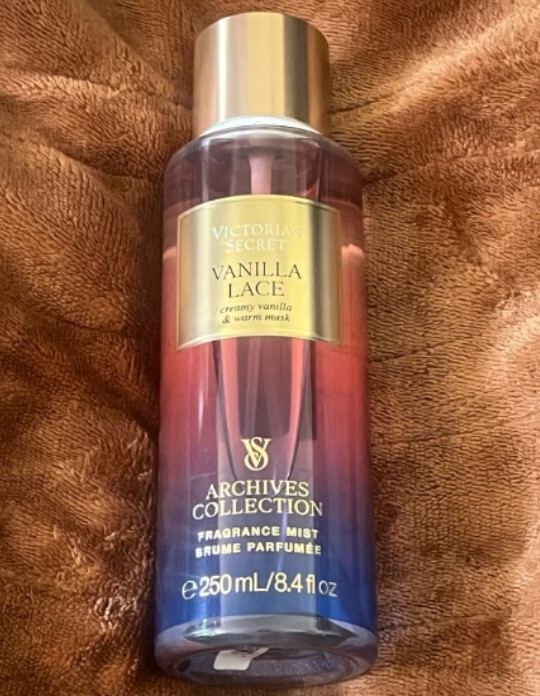 VICTORIA'S
SECRET
VANILLA
LACE
creamy vanilla
& warm musk
VS
ARCHIVES
COLLECTION
FRAGRANCE MIST
BRUME PARFUMÉE
℮ 250 mL/8.4 fl oz